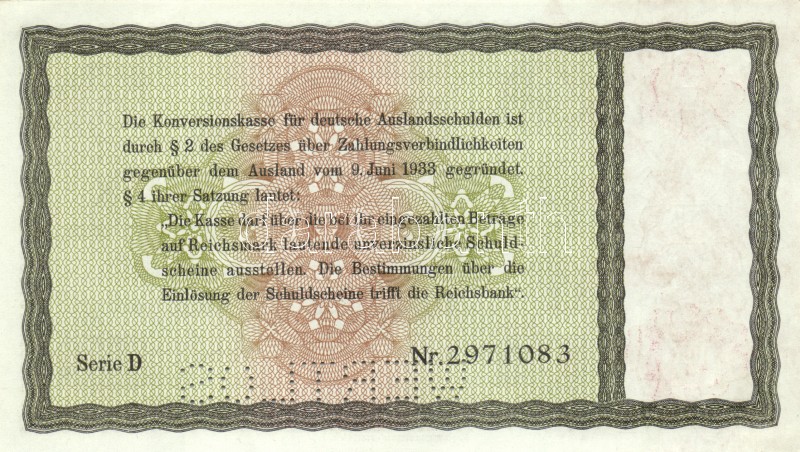 Die Konversionskasse für deutsche Auslandsschulden ist
durch § 2 des Gesetzes über Zahlungsverbindlichkeiten
gegenüber dem Ausland vom 9. Juni 1933 gegründet.
§ 4 ihrer Satzung lautet:
„Die Kasse darf über die bei ihr eingezahlten Beträge
auf Reichsmark lautende unverzinsliche Schuld-
scheine ausstellen. Die Bestimmungen über die
Einlösung der Schuldscheine trifft die Reichsbank“.
Serie D Nr. 2971083